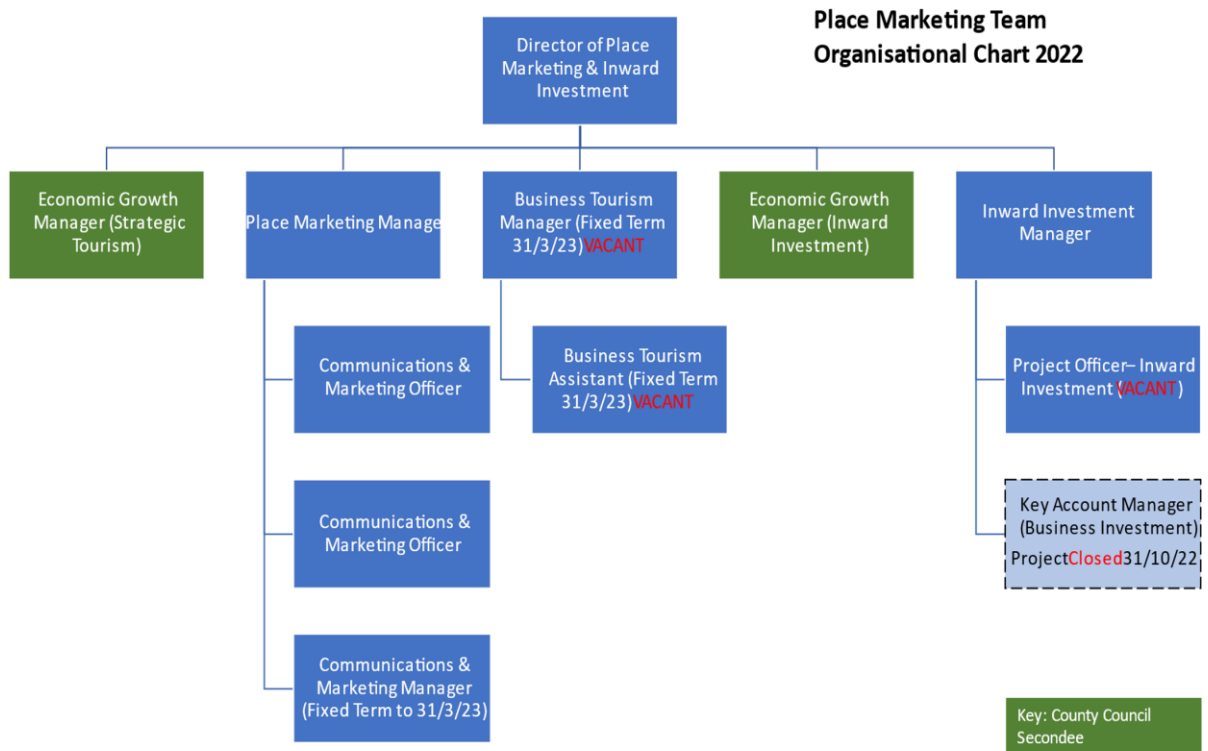 Place Marketing Team
Organisational Chart 2022
Director of Place
Marketing & Inward
Investment
Economic Growth
Manager (Strategic
Tourism)
Place Marketing Manage
Business Tourism
Manager (Fixed Term
31/3/23)VACANT
Economic Growth
Manager (Inward
Investment)
Inward Investment
Manager
Communications &
Marketing Officer
Business Tourism
Assistant (Fixed Term
31/3/23)VACANT
Project Officer– Inward
Investment (VACANT)
Communications &
Marketing Officer
Key Account Manager
(Business Investment)
ProjectClosed31/10/22
Communications &
Marketing Manager
(Fixed Term to 31/3/23)
Key: County Council
Secondee